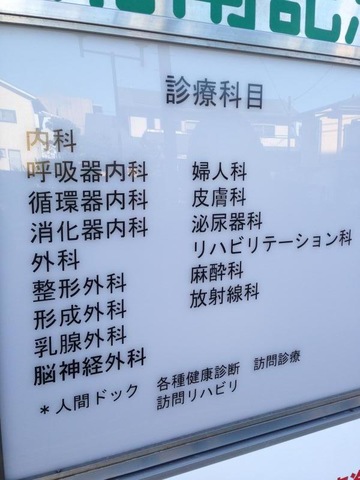 診療科目
内科
呼吸器内科
循環器内科
消化器内科
外科
整形外科
形成外科
乳腺外科
脳神経外科
婦人科
皮膚科
泌尿器科
リハビリテーション科
麻酔科
放射線科
*人間ドック 各種健康診断 訪問診療
訪問リハビリ